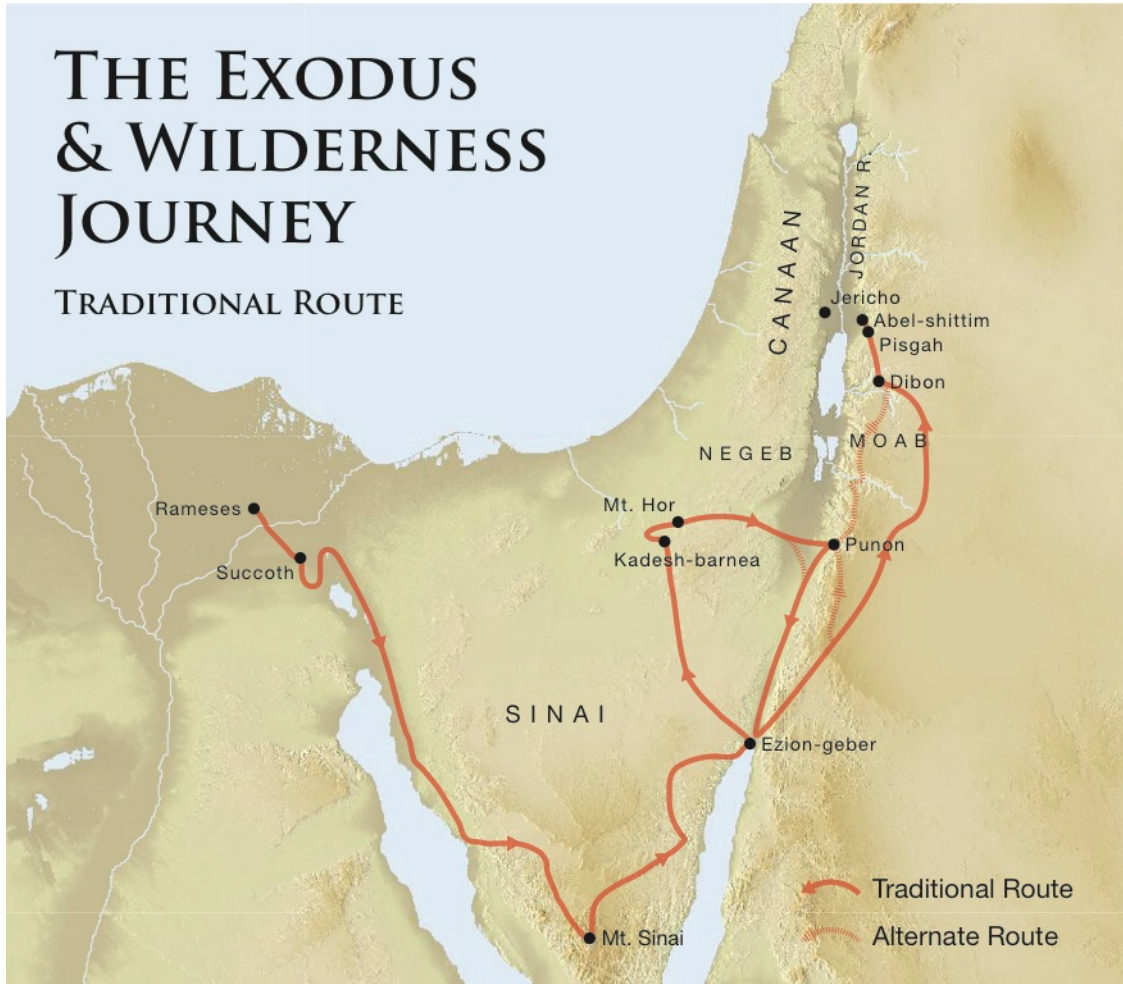 THE EXODUS
& WILDERNESS
JOURNEY
TRADITIONAL ROUTE
CANAAN
JORDAN R.
Jericho
Abel-shittim
Pisgah
Dibon
MOAB
NEGEB
Mt. Hor
Kadesh-barnea
Punon
Rameses
Succoth
SINAI
Ezion-geber
Mt. Sinai
Traditional Route
Alternate Route